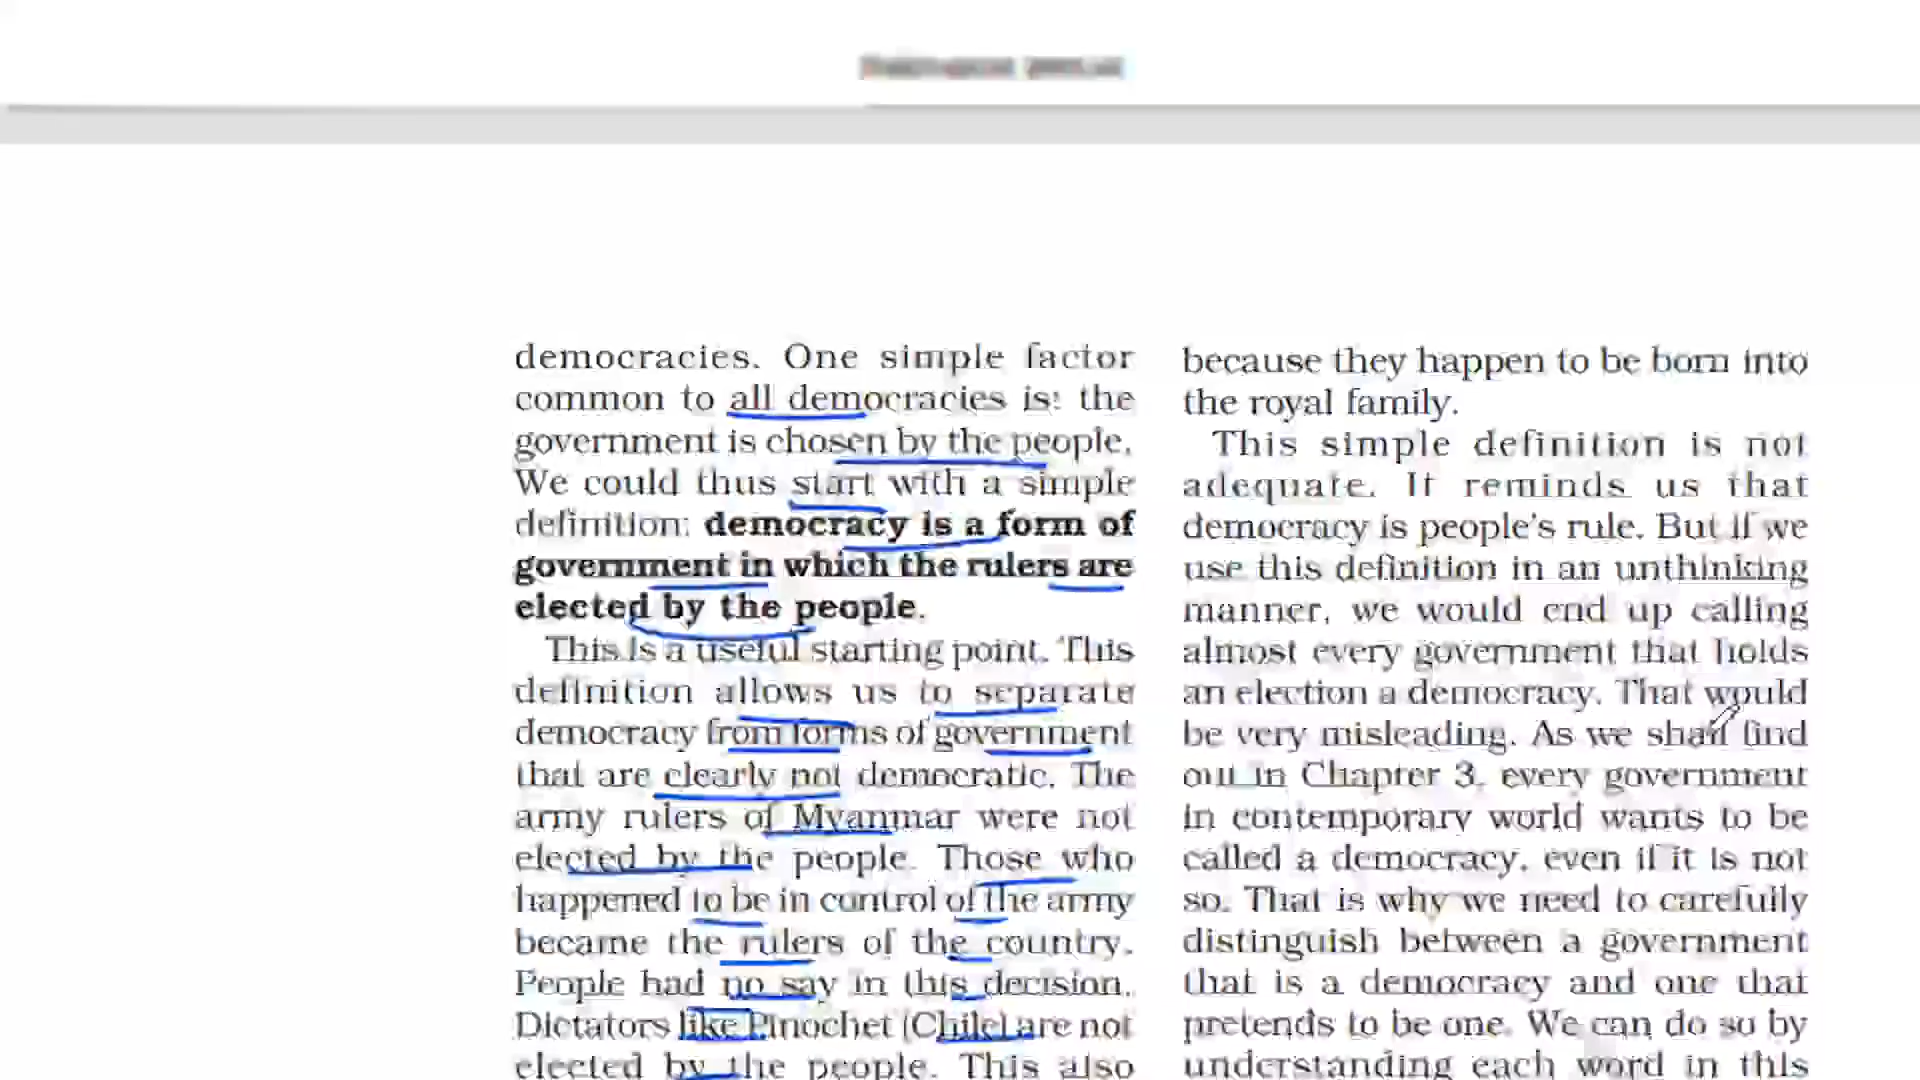 democracies. One simple factor
common to all democracies is: the
government is chosen by the people.
We could thus start with a simple
definition: democracy is a form of
government in which the rulers are
elected by the people.
This is a useful starting point. This
definition allows us to separate
democracy from forms of government
that are clearly not democratic. The
army rulers of Myanmar were not
elected by the people. Those who
happened to be in control of the army
became the rulers of the country.
People had no say in this decision.
Dictators like Pinochet (Chile) are not
elected by the people. This also
because they happen to be born into
the royal family.
This simple definition is not
adequate. It reminds us that
democracy is people's rule. But if we
use this definition in an unthinking
manner, we would end up calling
almost every government that holds
an election a democracy. That would
be very misleading. As we shall find
out in Chapter 3, every government
in contemporary world wants to be
called a democracy, even if it is not
so. That is why we need to carefully
distinguish between a government
that is a democracy and one that
pretends to be one. We can do so by
understanding each word in this